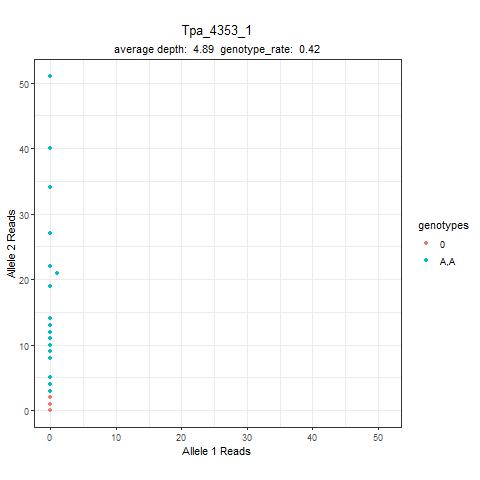 Tpa_4353_1
average depth:  4.89  genotype_rate:  0.42
50
40
30
20
10
0
Allele 2 Reads
0 10 20 30 40 50
Allele 1 Reads
genotypes
0
A,A